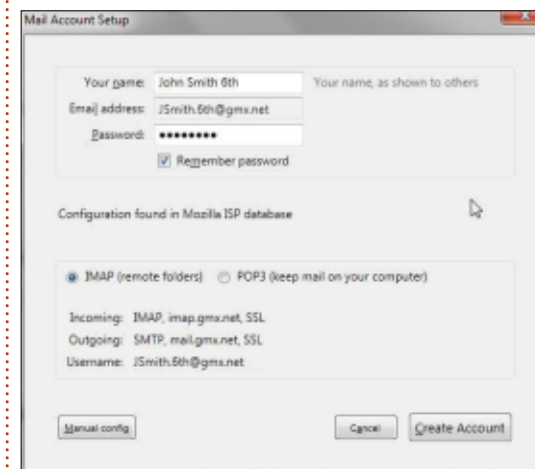 Mail Account Setup
Your name: John Smith 6th Your name, as shown to others
Email address: JSmith.6th@gmx.net
Password: ••••••••
Remember password
Configuration found in Mozilla ISP database
IMAP (remote folders) POP3 (keep mail on your computer)
Incoming: IMAP, imap.gmx.net, SSL
Outgoing: SMTP, mail.gmx.net, SSL
Username: JSmith.6th@gmx.net
Manual config Cancel Create Account